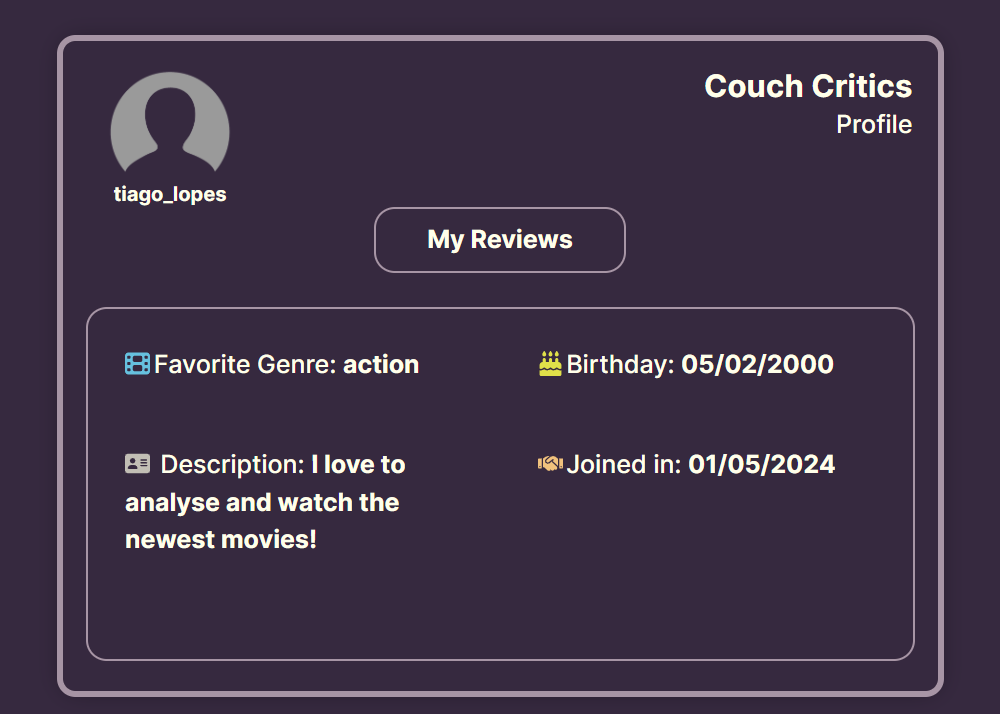 Couch Critics
Profile
tiago_lopes
My Reviews
Favorite Genre: action
Birthday: 05/02/2000
Description: I love to
analyse and watch the
newest movies!
Joined in: 01/05/2024